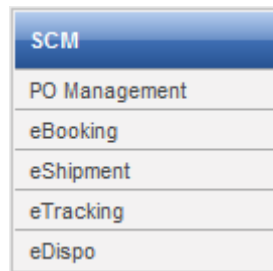 SCM
PO Management
eBooking
eShipment
eTracking
eDispo